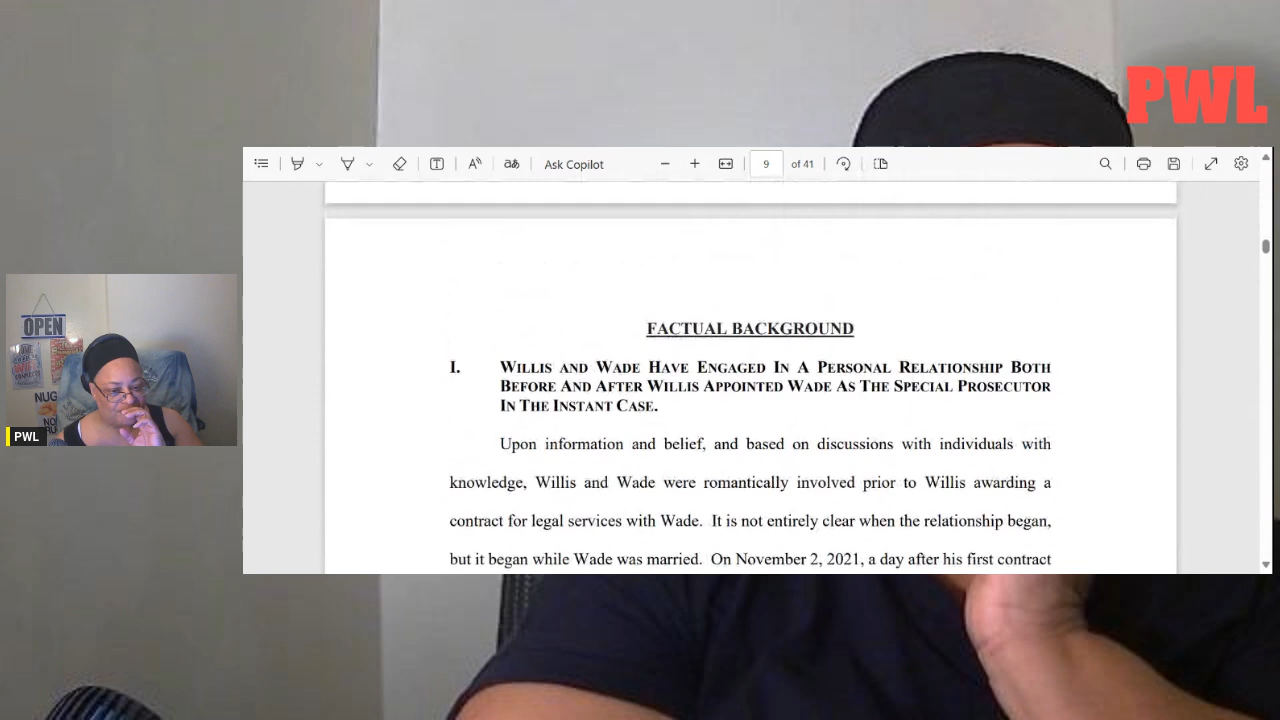 PWL
Ask Copilot
9 of 41
FACTUAL BACKGROUND
I. WILLIS AND WADE HAVE ENGAGED IN A PERSONAL RELATIONSHIP BOTH
BEFORE AND AFTER WILLIS APPOINTED WADE AS THE SPECIAL PROSECUTOR
IN THE INSTANT CASE.
Upon information and belief, and based on discussions with individuals with
knowledge, Willis and Wade were romantically involved prior to Willis awarding a
contract for legal services with Wade. It is not entirely clear when the relationship began,
but it began while Wade was married. On November 2, 2021, a day after his first contract
OPEN
NUG
NO
PWL